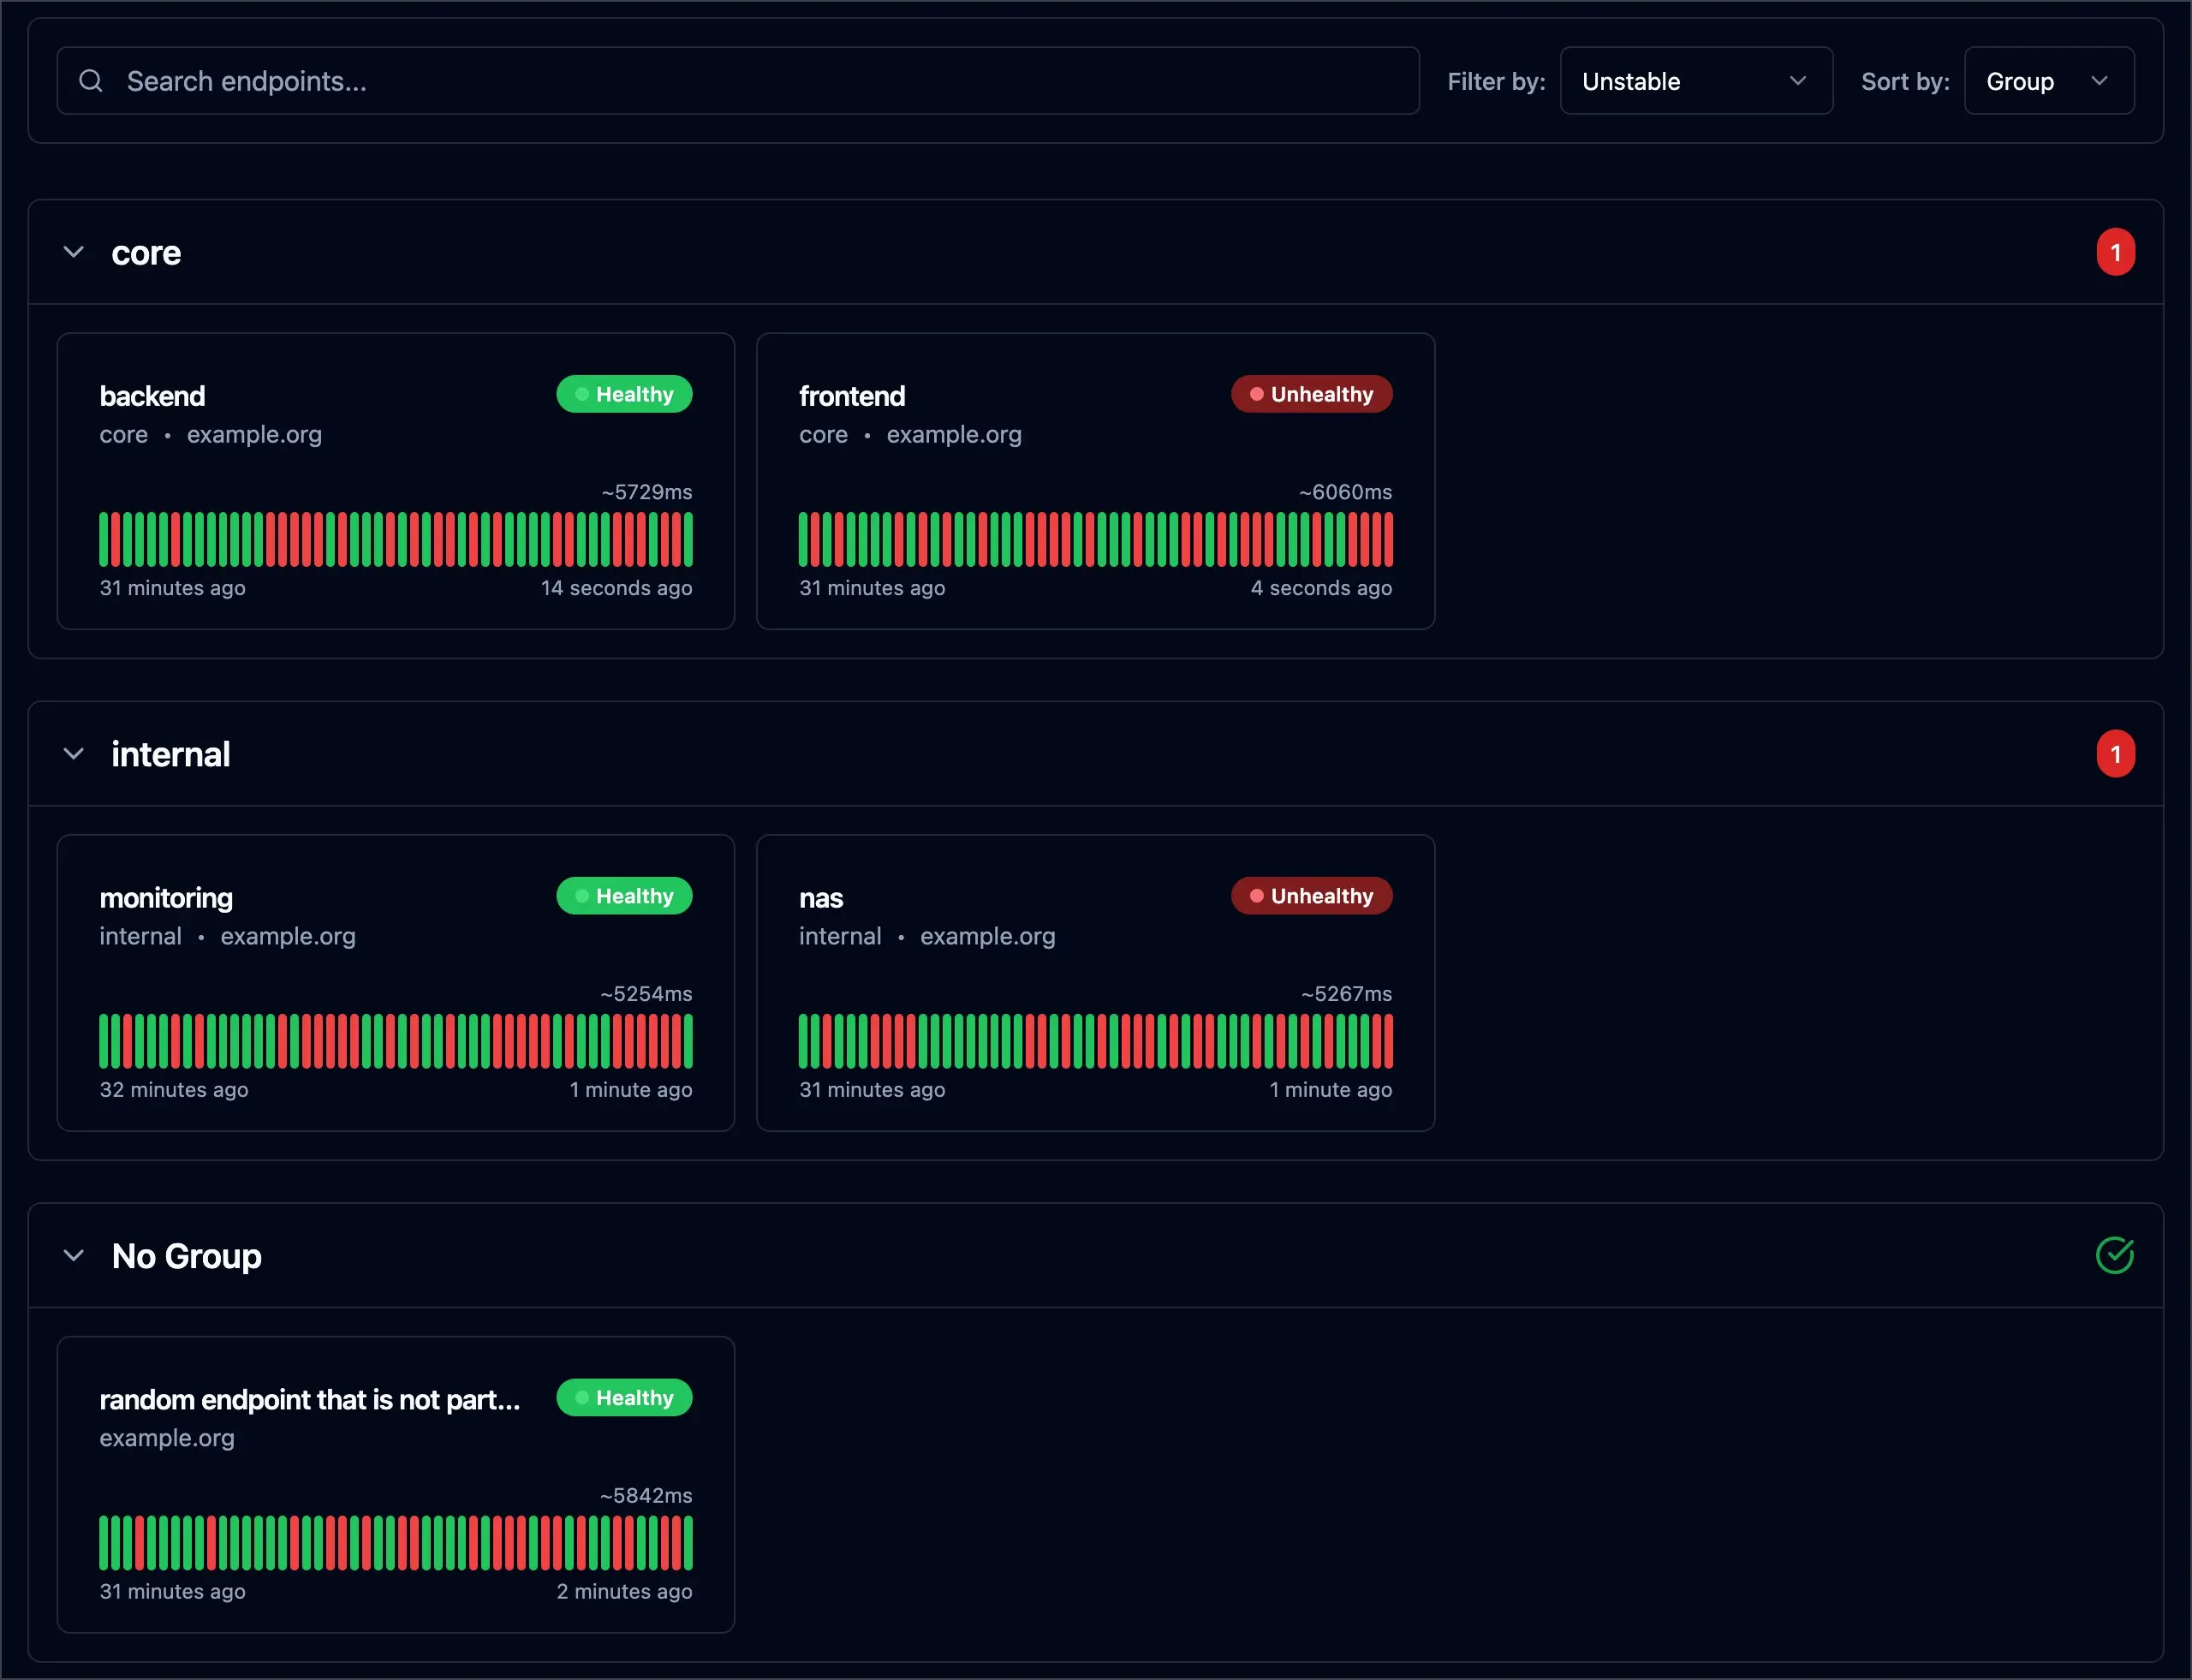 Search endpoints...
Filter by: Unstable Sort by: Group
core 1
backend Healthy
core • example.org
~5729ms
31 minutes ago 14 seconds ago
frontend Unhealthy
core • example.org
~6060ms
31 minutes ago 4 seconds ago
internal 1
monitoring Healthy
internal • example.org
~5254ms
32 minutes ago 1 minute ago
nas Unhealthy
internal • example.org
~5267ms
31 minutes ago 1 minute ago
No Group
random endpoint that is not part... Healthy
example.org
~5842ms
31 minutes ago 2 minutes ago